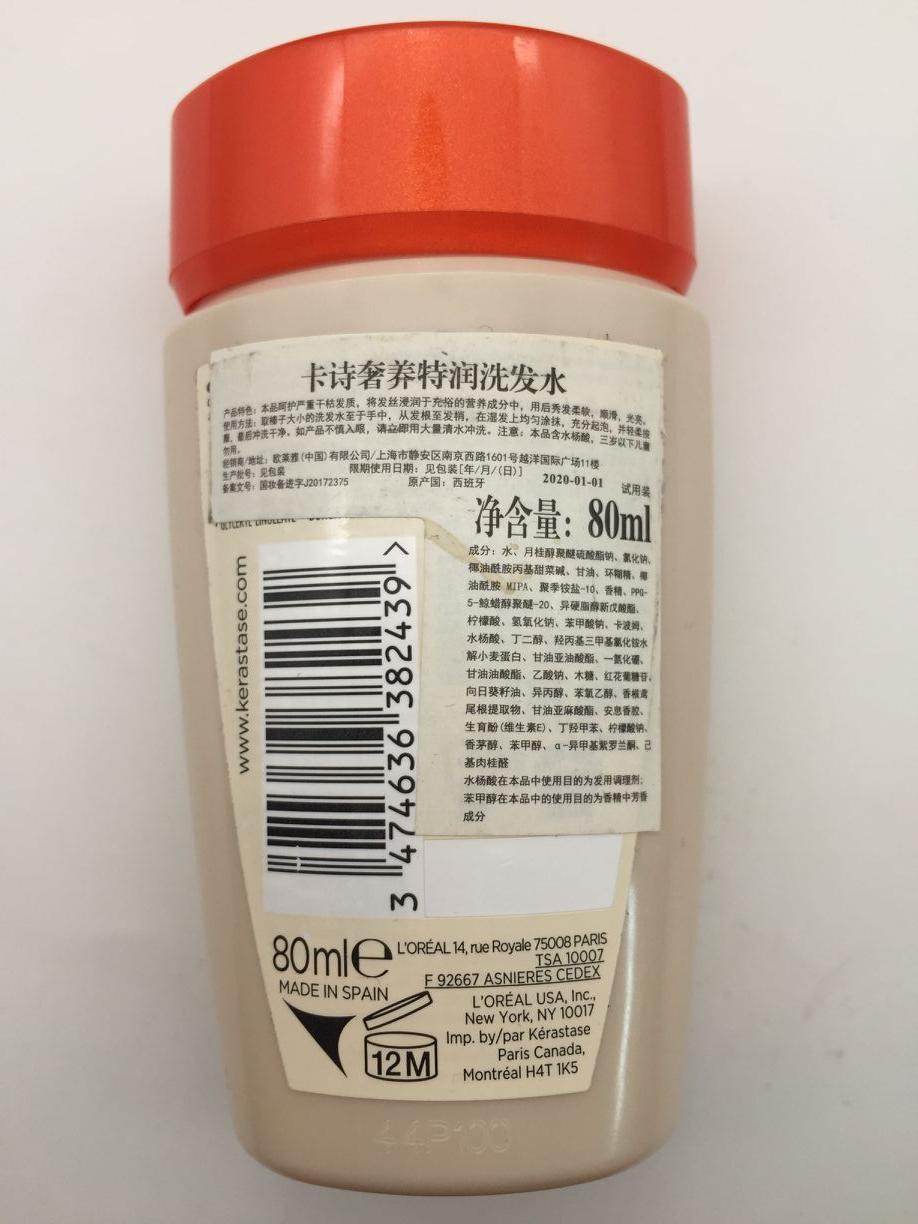 卡诗奢养特润洗发水
产品特色：本品呵护严重干枯发质，将发丝浸润于充裕的营养成分中，用后秀发柔软，顺滑，光亮。
使用方法：取榛子大小的洗发水至于手中，从发根至发梢，在湿发上均匀涂抹，充分起泡，并轻柔按
摩，最后冲洗干净。如产品不慎入眼，请立即用大量清水冲洗。注意：本品含水杨酸，三岁以下儿童
勿用。
经销商/地址：欧莱雅(中国)有限公司/上海市静安区南京西路1601号越洋国际广场11楼
生产批号：见包装 限期使用日期：见包装[年/月/(日)]
备案文号：国妆备进字J20172375 原产国：西班牙 2020-01-01 试用装
GLYCERYL LINOLEATE
净含量：80ml
成分：水、月桂醇聚醚硫酸酯钠、氯化钠、
椰油酰胺丙基甜菜碱、甘油、环糊精、椰
油酰胺 MIPA、聚季铵盐-10、香精、PPG-
5-鲸蜡醇聚醚-20、异硬脂醇新戊酸酯、
柠檬酸、氢氧化钠、苯甲酸钠、卡波姆、
水杨酸、丁二醇、羟丙基三甲基氯化铵水
解小麦蛋白、甘油亚油酸酯、一氮化硼、
甘油油酸酯、乙酸钠、木糖、红花葡糖苷、
向日葵籽油、异丙醇、苯氧乙醇、香根鸢
尾根提取物、甘油亚麻酸酯、安息香胶、
生育酚(维生素E)、丁羟甲苯、柠檬酸钠、
香茅醇、苯甲醇、α-异甲基紫罗兰酮、己
基肉桂醛
水杨酸在本品中使用目的为发用调理剂；
苯甲醇在本品中的使用目的为香精中芳香
成分
www.kerastase.com
3 474636 382439 >
80ml℮
MADE IN SPAIN
L'ORÉAL 14, rue Royale 75008 PARIS
TSA 10007
F 92667 ASNIERES CEDEX
L'ORÉAL USA, Inc.,
New York, NY 10017
Imp. by/par Kérastase
Paris Canada,
Montréal H4T 1K5
12M
44P100